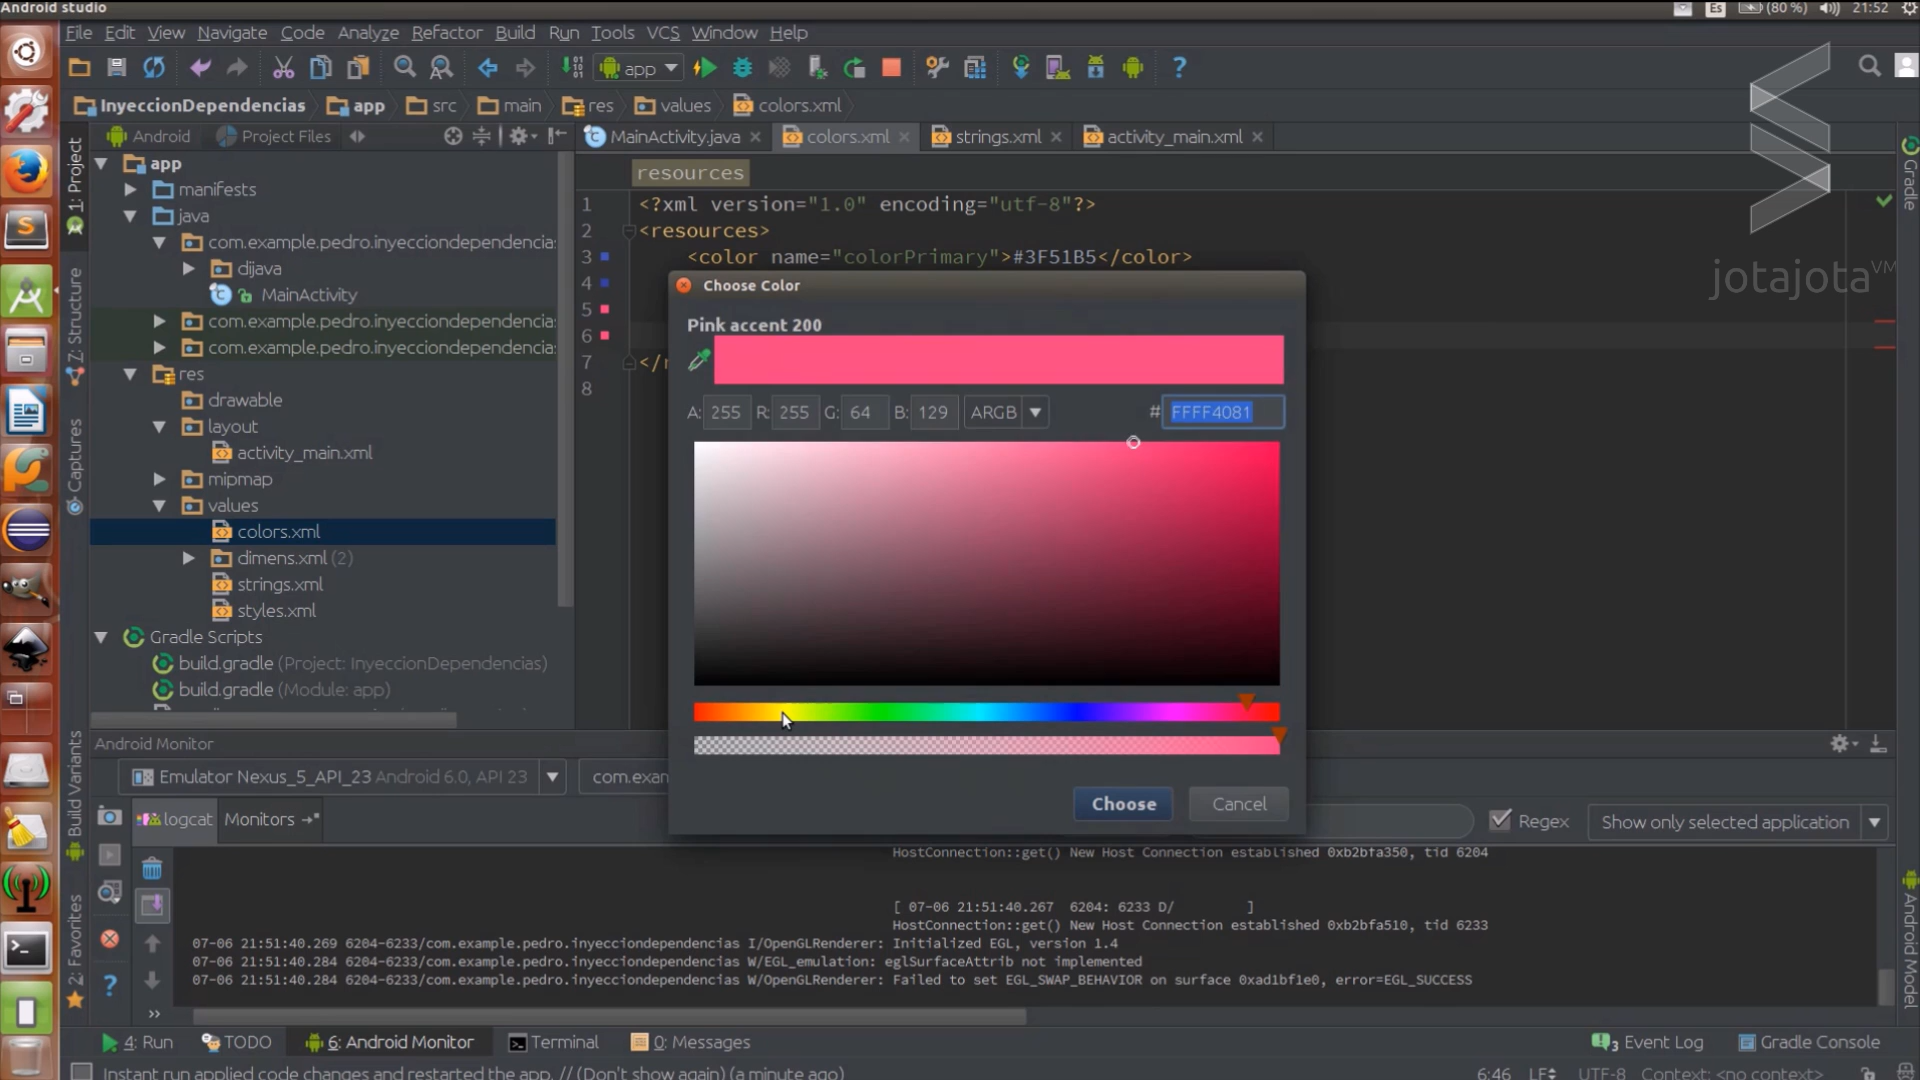 Android studio
Es
(80 %)
21:52
File Edit View Navigate Code Analyze Refactor Build Run Tools VCS Window Help
app
InyeccionDependencias app src main res values colors.xml
Android Project Files
MainActivity.java colors.xml strings.xml activity_main.xml
jotajota VM
1: Project
Z: Structure
Captures
Build Variants
2: Favorites
Gradle
Android Model
app
manifests
java
com.example.pedro.inyecciondependencias
dijava
MainActivity
com.example.pedro.inyecciondependencias
com.example.pedro.inyecciondependencias
res
drawable
layout
activity_main.xml
mipmap
values
colors.xml
dimens.xml (2)
strings.xml
styles.xml
Gradle Scripts
build.gradle (Project: InyeccionDependencias)
build.gradle (Module: app)
resources
1 <?xml version="1.0" encoding="utf-8"?>
2 <resources>
3 <color name="colorPrimary">#3F51B5</color>
4
5
6
7 </r
8
Choose Color
Pink accent 200
A: 255 R: 255 G: 64 B: 129 ARGB # FFFF4081
Choose Cancel
Android Monitor
Emulator Nexus_5_API_23 Android 6.0, API 23
com.exam
logcat Monitors
Regex
Show only selected application
HostConnection::get() New Host Connection established 0xb2bfa350, tid 6204
[ 07-06 21:51:40.267 6204: 6233 D/ ]
HostConnection::get() New Host Connection established 0xb2bfa510, tid 6233
07-06 21:51:40.269 6204-6233/com.example.pedro.inyecciondependencias I/OpenGLRenderer: Initialized EGL, version 1.4
07-06 21:51:40.284 6204-6233/com.example.pedro.inyecciondependencias W/EGL_emulation: eglSurfaceAttrib not implemented
07-06 21:51:40.284 6204-6233/com.example.pedro.inyecciondependencias W/OpenGLRenderer: Failed to set EGL_SWAP_BEHAVIOR on surface 0xad1bf1e0, error=EGL_SUCCESS
4: Run TODO 6: Android Monitor Terminal 0: Messages 3 Event Log Gradle Console
Instant run applied code changes and restarted the app. // (Don't show again) (a minute ago)
6:46 LF UTF-8 Context: <no context>